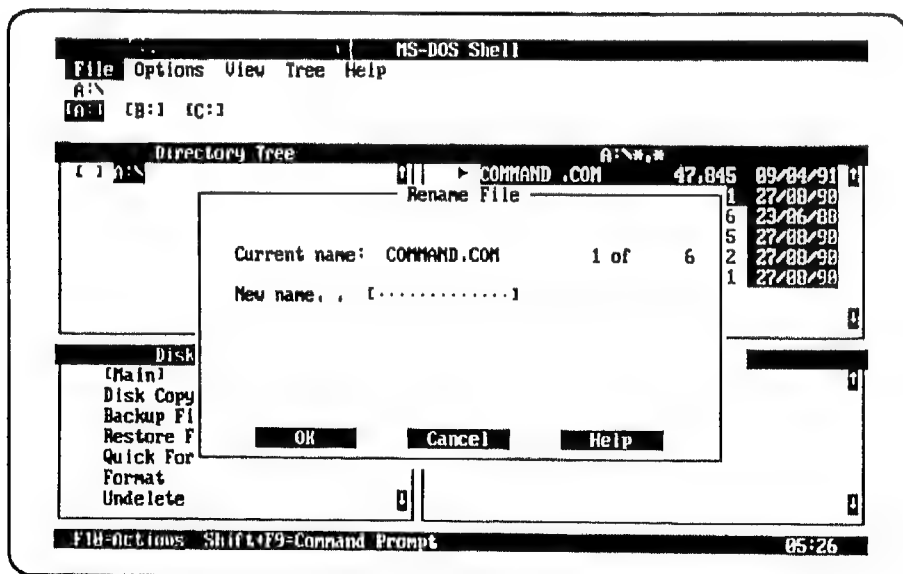 MS-DOS Shell
File Options View Tree Help
A:\
[A:] [B:] [C:]
Directory Tree
A:\*.*
[ ] A:\
COMMAND .COM 47,845 09/04/91
1 27/08/90
6 23/06/88
5 27/08/90
2 27/08/90
1 27/08/90
Rename File
Current name: COMMAND.COM 1 of 6
New name. . [.............]
OK Cancel Help
Disk
[Main]
Disk Copy
Backup Fi
Restore F
Quick For
Format
Undelete
F10=Actions Shift+F9=Command Prompt 05:26